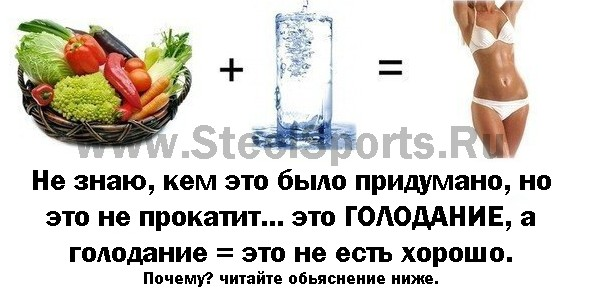 + =
www.SteelSports.Ru
Не знаю, кем это было придумано, но
это не прокатит... это ГОЛОДАНИЕ, а
голодание = это не есть хорошо.
Почему? читайте обьяснение ниже.